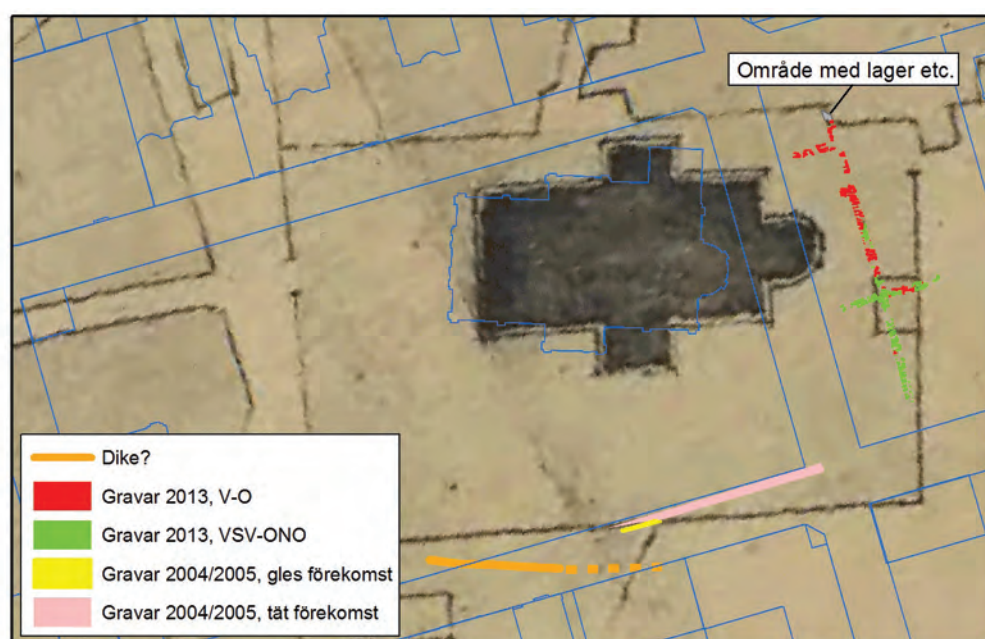 Område med lager etc.
Dike?
Gravar 2013, V-O
Gravar 2013, VSV-ONO
Gravar 2004/2005, gles förekomst
Gravar 2004/2005, tät förekomst